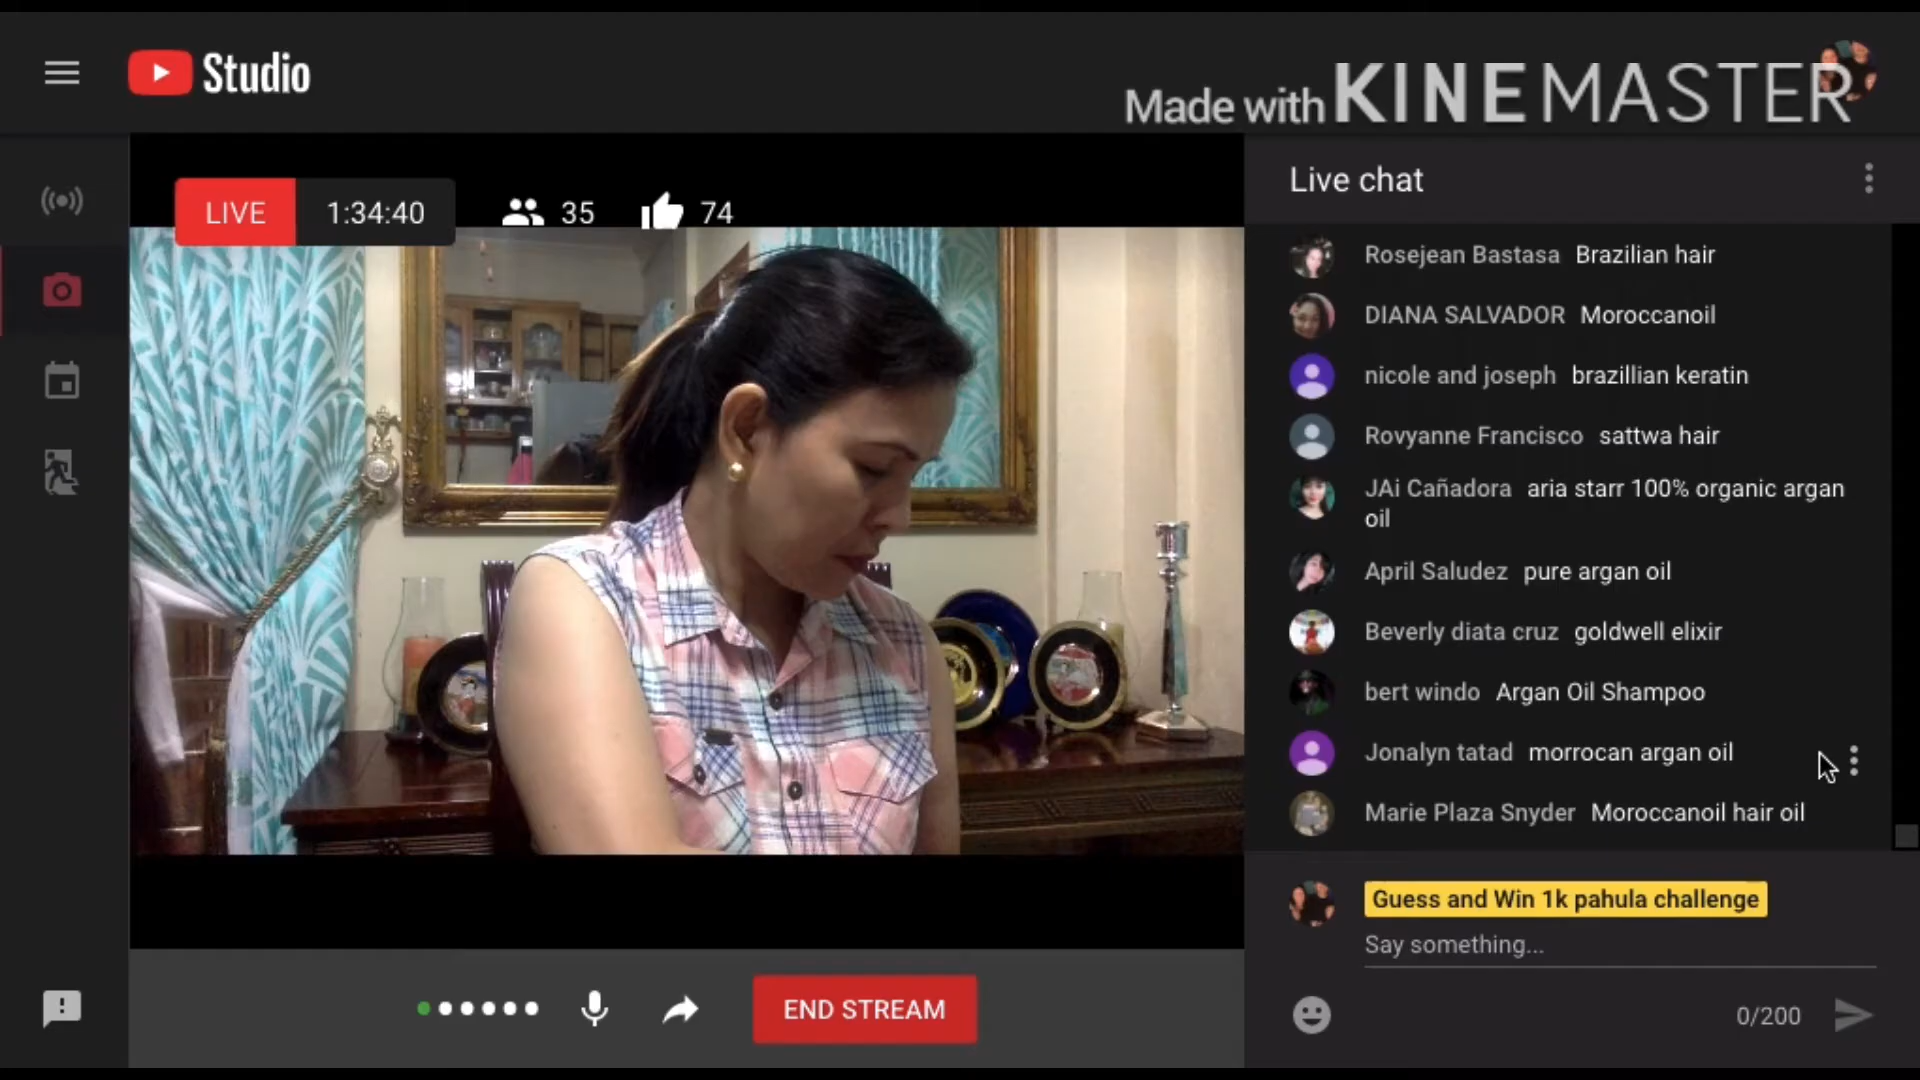 Studio
Made with KINEMASTER
LIVE 1:34:40 35 74
Live chat
Rosejean Bastasa Brazilian hair
DIANA SALVADOR Moroccanoil
nicole and joseph brazillian keratin
Rovyanne Francisco sattwa hair
JAi Cañadora aria starr 100% organic argan
oil
April Saludez pure argan oil
Beverly diata cruz goldwell elixir
bert windo Argan Oil Shampoo
Jonalyn tatad morrocan argan oil
Marie Plaza Snyder Moroccanoil hair oil
Guess and Win 1k pahula challenge
Say something...
END STREAM
0/200